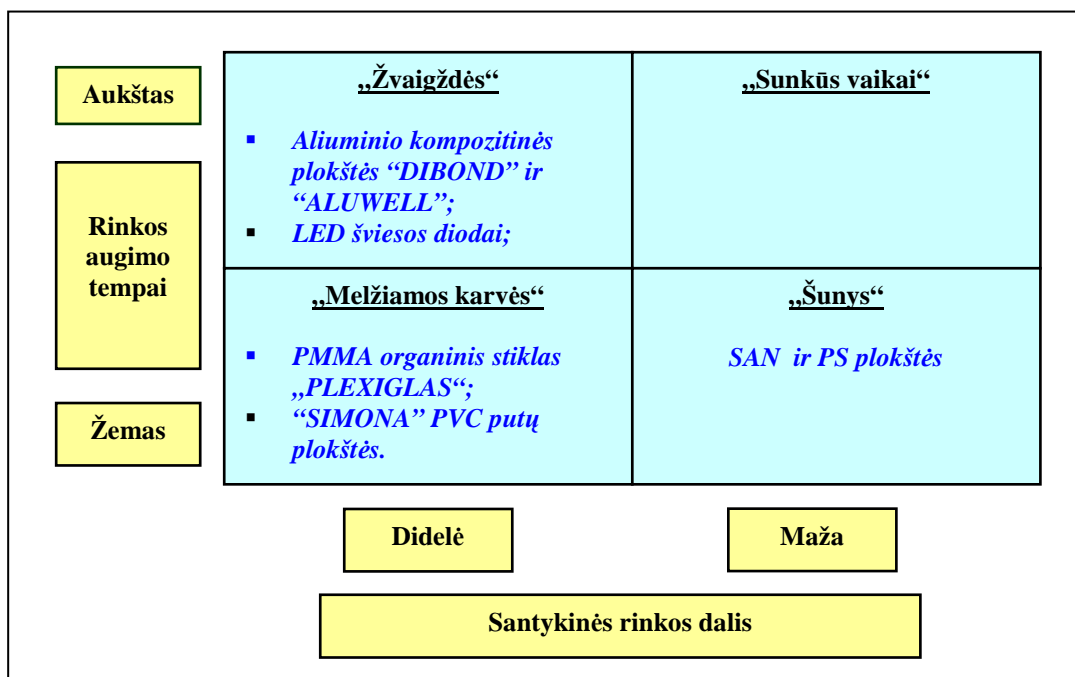 Aukštas
Rinkos
augimo
tempai
Žemas
„Žvaigždės“
▪ Aliuminio kompozitinės
plokštės “DIBOND” ir
“ALUWELL”;
▪ LED šviesos diodai;
„Sunkūs vaikai“
„Melžiamos karvės“
▪ PMMA organinis stiklas
„PLEXIGLAS“;
▪ “SIMONA” PVC putų
plokštės.
„Šunys“
SAN ir PS plokštės
Didelė
Maža
Santykinės rinkos dalis